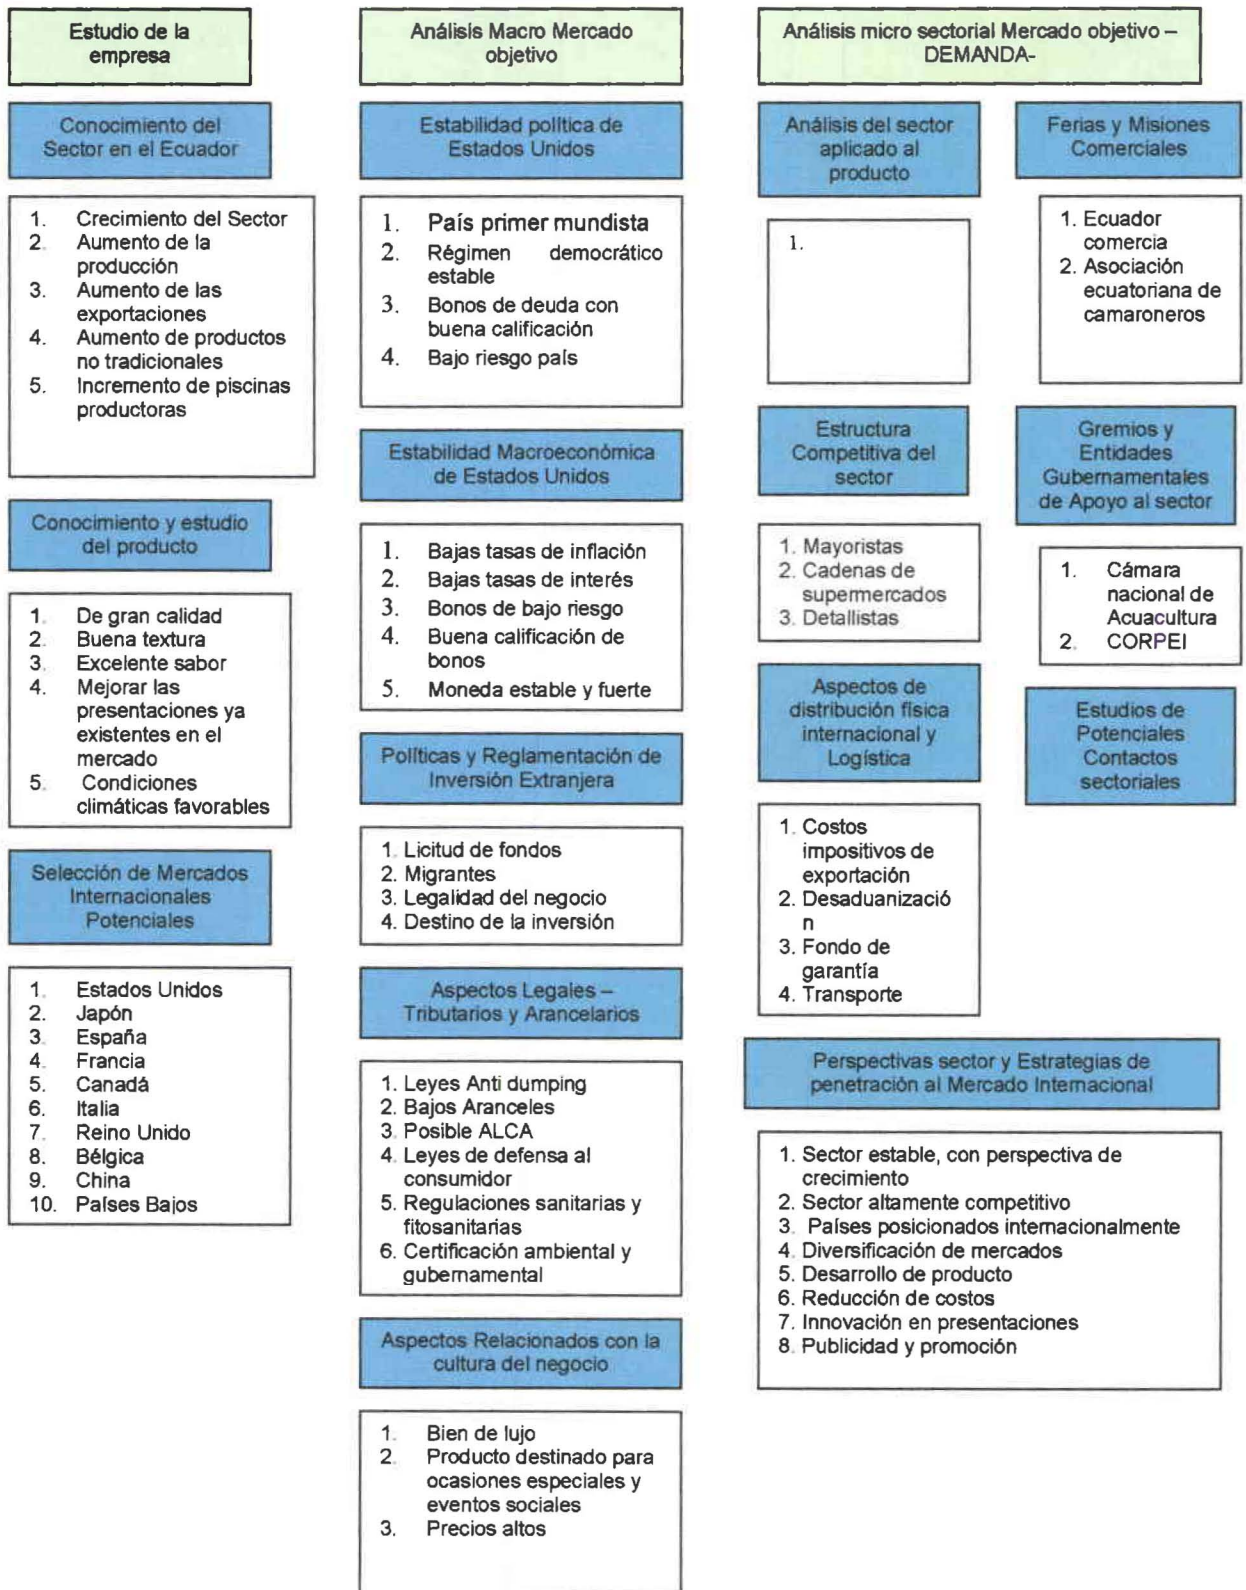 Estudio de la
empresa
Conocimiento del
Sector en el Ecuador
1. Crecimiento del Sector
2. Aumento de la
producción
3. Aumento de las
exportaciones
4. Aumento de productos
no tradicionales
5. Incremento de piscinas
productoras
Conocimiento y estudio
del producto
1. De gran calidad
2. Buena textura
3. Excelente sabor
4. Mejorar las
presentaciones ya
existentes en el
mercado
5. Condiciones
climáticas favorables
Selección de Mercados
Internacionales
Potenciales
1. Estados Unidos
2. Japón
3. España
4. Francia
5. Canadá
6. Italia
7. Reino Unido
8. Bélgica
9. China
10. Países Bajos
Análisis Macro Mercado
objetivo
Estabilidad política de
Estados Unidos
1. País primer mundista
2. Régimen democrático
estable
3. Bonos de deuda con
buena calificación
4. Bajo riesgo país
Estabilidad Macroeconómica
de Estados Unidos
1. Bajas tasas de inflación
2. Bajas tasas de interés
3. Bonos de bajo riesgo
4. Buena calificación de
bonos
5. Moneda estable y fuerte
Políticas y Reglamentación de
Inversión Extranjera
1. Licitud de fondos
2. Migrantes
3. Legalidad del negocio
4. Destino de la inversión
Aspectos Legales –
Tributarios y Arancelarios
1. Leyes Anti dumping
2. Bajos Aranceles
3. Posible ALCA
4. Leyes de defensa al
consumidor
5. Regulaciones sanitarias y
fitosanitarias
6. Certificación ambiental y
gubernamental
Aspectos Relacionados con la
cultura del negocio
1. Bien de lujo
2. Producto destinado para
ocasiones especiales y
eventos sociales
3. Precios altos
Análisis micro sectorial Mercado objetivo –
DEMANDA-
Análisis del sector
aplicado al
producto
1.
Estructura
Competitiva del
sector
1. Mayoristas
2. Cadenas de
supermercados
3. Detallistas
Aspectos de
distribución física
internacional y
Logística
1. Costos
impositivos de
exportación
2. Desaduanizació
n
3. Fondo de
garantía
4. Transporte
Ferias y Misiones
Comerciales
1. Ecuador
comercia
2. Asociación
ecuatoriana de
camaroneros
Gremios y
Entidades
Gubernamentales
de Apoyo al sector
1. Cámara
nacional de
Acuacultura
2. CORPEI
Estudios de
Potenciales
Contactos
sectoriales
Perspectivas sector y Estrategias de
penetración al Mercado Internacional
1. Sector estable, con perspectiva de
crecimiento
2. Sector altamente competitivo
3. Países posicionados internacionalmente
4. Diversificación de mercados
5. Desarrollo de producto
6. Reducción de costos
7. Innovación en presentaciones
8. Publicidad y promoción